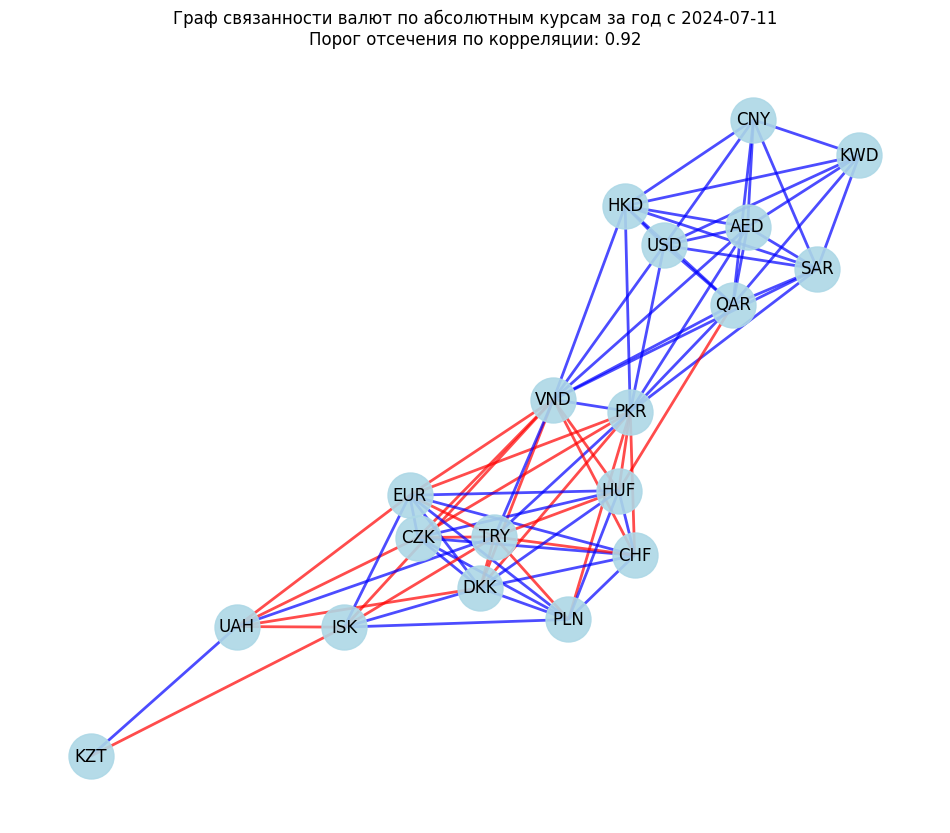 Граф связанности валют по абсолютным курсам за год с 2024-07-11
Порог отсечения по корреляции: 0.92
CNY
KWD
HKD
AED
USD
SAR
QAR
VND
PKR
HUF
EUR
CZK
TRY
CHF
DKK
PLN
UAH
ISK
KZT